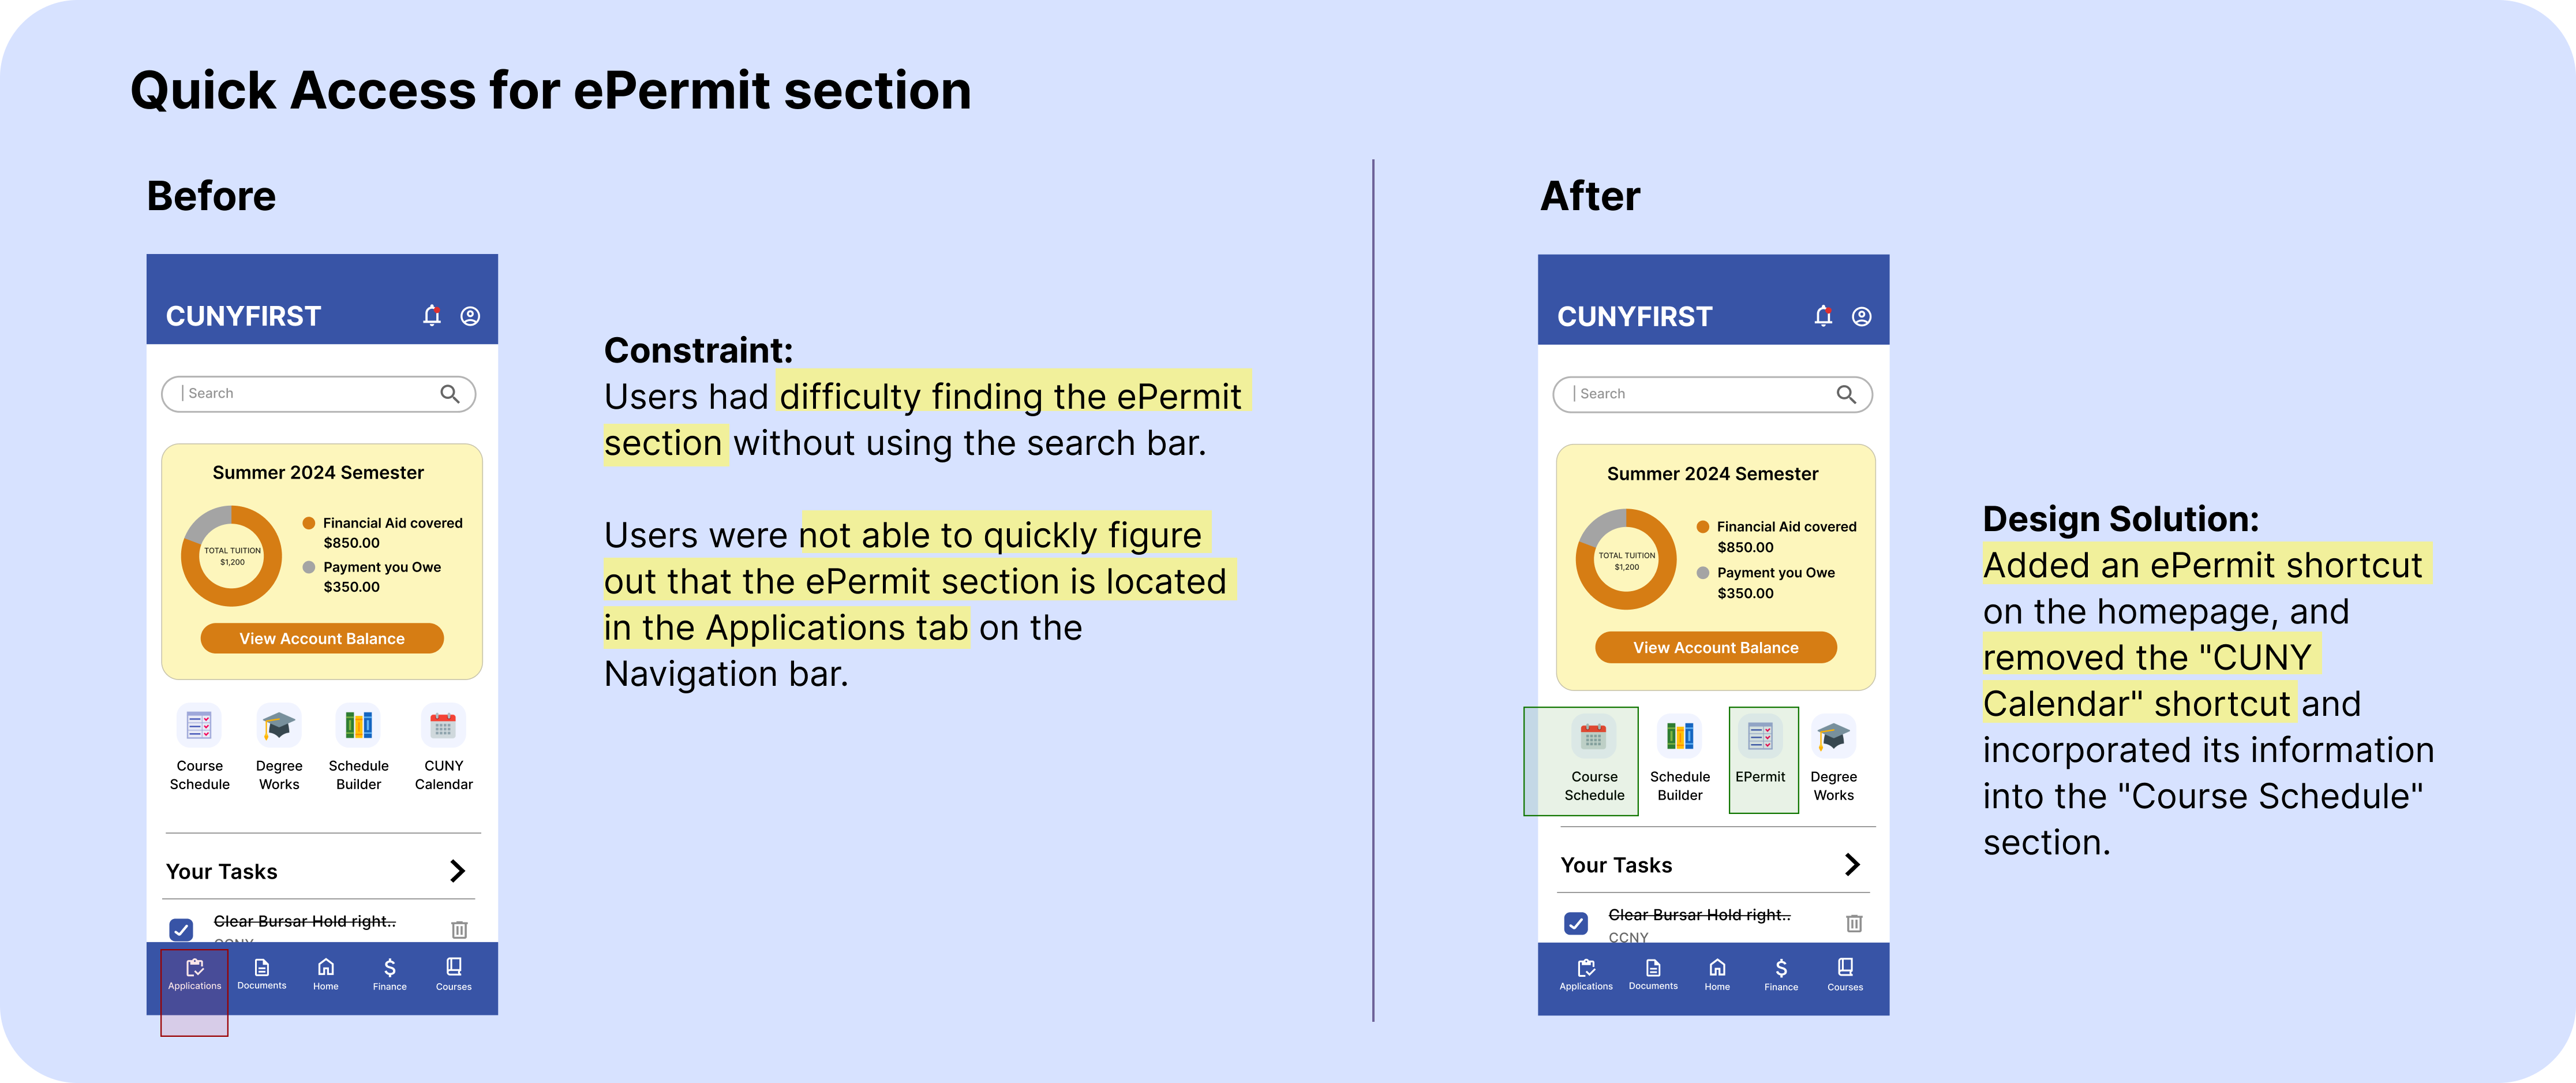 Quick Access for ePermit section
Before
CUNYFIRST
Search
Summer 2024 Semester
TOTAL TUITION
$1,200
Financial Aid covered
$850.00
Payment you Owe
$350.00
View Account Balance
Course Schedule
Degree Works
Schedule Builder
CUNY Calendar
Your Tasks
Clear Bursar Hold right..
CCNY
Applications
Documents
Home
Finance
Courses
Constraint:
Users had difficulty finding the ePermit
section without using the search bar.
Users were not able to quickly figure
out that the ePermit section is located
in the Applications tab on the
Navigation bar.
After
CUNYFIRST
Search
Summer 2024 Semester
TOTAL TUITION
$1,200
Financial Aid covered
$850.00
Payment you Owe
$350.00
View Account Balance
Course Schedule
Schedule Builder
EPermit
Degree Works
Your Tasks
Clear Bursar Hold right..
CCNY
Applications
Documents
Home
Finance
Courses
Design Solution:
Added an ePermit shortcut
on the homepage, and
removed the "CUNY
Calendar" shortcut and
incorporated its information
into the "Course Schedule"
section.